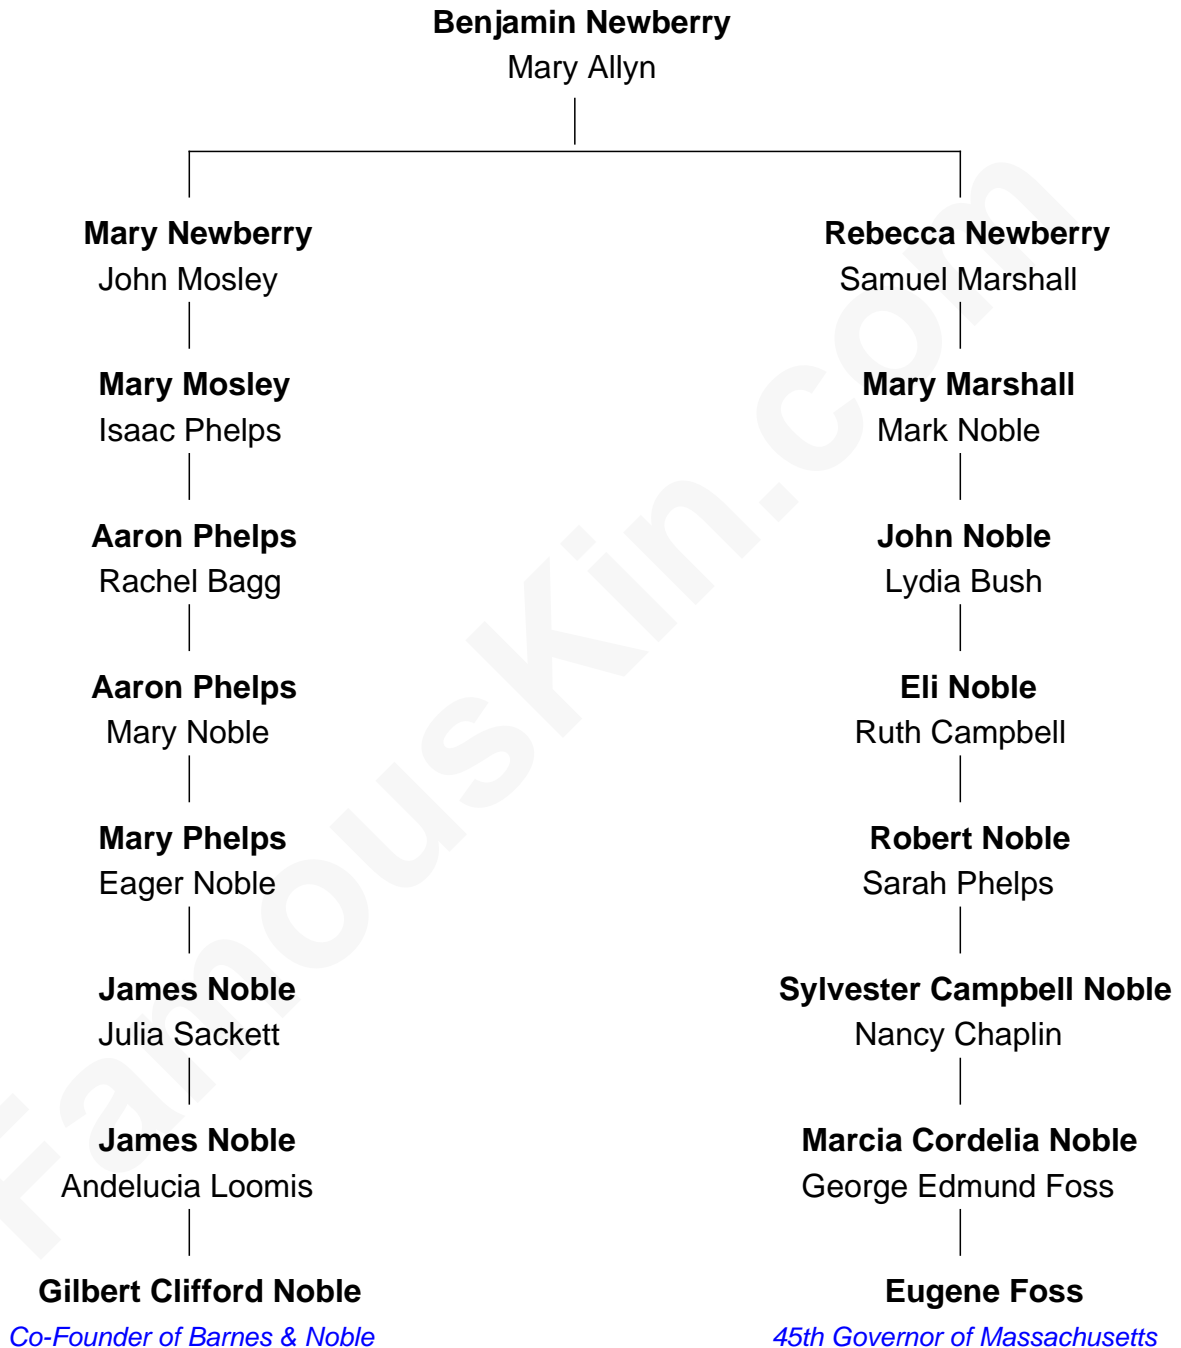 Benjamin Newberry
Mary Allyn
Mary Newberry
John Mosley
Rebecca Newberry
Samuel Marshall
Mary Mosley
Isaac Phelps
Mary Marshall
Mark Noble
Aaron Phelps
Rachel Bagg
John Noble
Lydia Bush
Aaron Phelps
Mary Noble
Eli Noble
Ruth Campbell
Mary Phelps
Eager Noble
Robert Noble
Sarah Phelps
James Noble
Julia Sackett
Sylvester Campbell Noble
Nancy Chaplin
James Noble
Andelucia Loomis
Marcia Cordelia Noble
George Edmund Foss
Gilbert Clifford Noble
Co-Founder of Barnes & Noble
Eugene Foss
45th Governor of Massachusetts
FamousKin.com